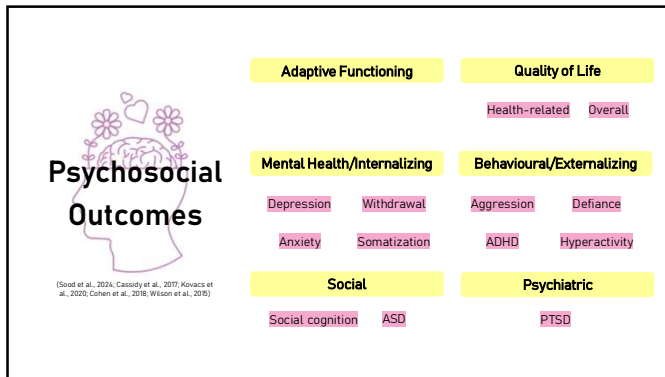 Psychosocial
Outcomes
(Sood et al., 2024; Cassidy et al., 2017; Kovacs et
al., 2020; Cohen et al., 2018; Wilson et al., 2015)
Adaptive Functioning
Quality of Life
Health-related Overall
Mental Health/Internalizing
Depression Withdrawal
Anxiety Somatization
Behavioural/Externalizing
Aggression Defiance
ADHD Hyperactivity
Social
Social cognition ASD
Psychiatric
PTSD